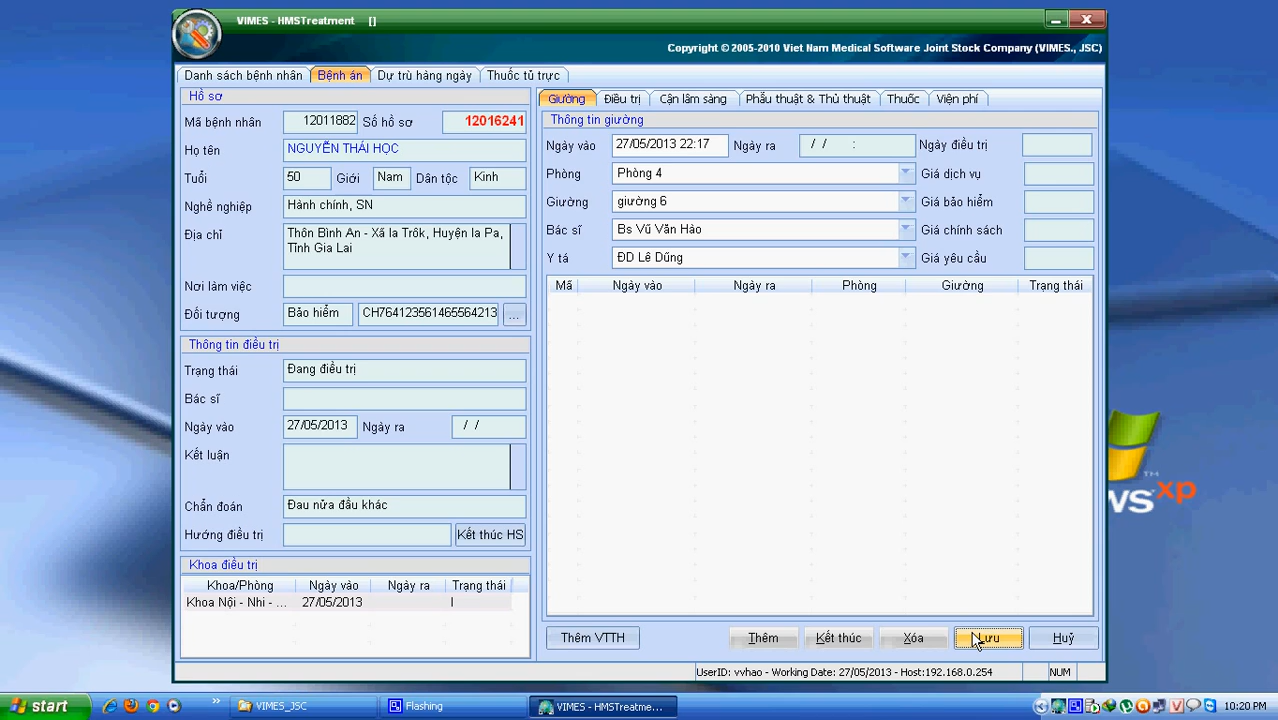 VIMES - HMSTreatment []
Copyright © 2005-2010 Viet Nam Medical Software Joint Stock Company (VIMES., JSC)
Danh sách bệnh nhân Bệnh án Dự trù hàng ngày Thuốc tủ trực
Hồ sơ
Mã bệnh nhân 12011882 Số hồ sơ 12016241
Họ tên NGUYỄN THÁI HỌC
Tuổi 50 Giới Nam Dân tộc Kinh
Nghề nghiệp Hành chính, SN
Địa chỉ Thôn Bình An - Xã Ia Trốk, Huyện Ia Pa,
Tỉnh Gia Lai
Nơi làm việc
Đối tượng Bảo hiểm CH764123561465564213 ...
Thông tin điều trị
Trạng thái Đang điều trị
Bác sĩ
Ngày vào 27/05/2013 Ngày ra / /
Kết luận
Chẩn đoán Đau nửa đầu khác
Hướng điều trị Kết thúc HS
Khoa điều trị
Khoa/Phòng Ngày vào Ngày ra Trạng thái
Khoa Nội - Nhi - ... 27/05/2013 I
Giường Điều trị Cận lâm sàng Phẫu thuật & Thủ thuật Thuốc Viện phí
Thông tin giường
Ngày vào 27/05/2013 22:17 Ngày ra / / : Ngày điều trị
Phòng Phòng 4 Giá dịch vụ
Giường giường 6 Giá bảo hiểm
Bác sĩ Bs Vũ Văn Hào Giá chính sách
Y tá ĐD Lê Dũng Giá yêu cầu
Mã Ngày vào Ngày ra Phòng Giường Trạng thái
Thêm VTTH Thêm Kết thúc Xóa Lưu Huỷ
UserID: vvhao - Working Date: 27/05/2013 - Host:192.168.0.254 NUM
ws xp
TM
start VIMES_JSC Flashing VIMES - HMSTreatme... 10:20 PM